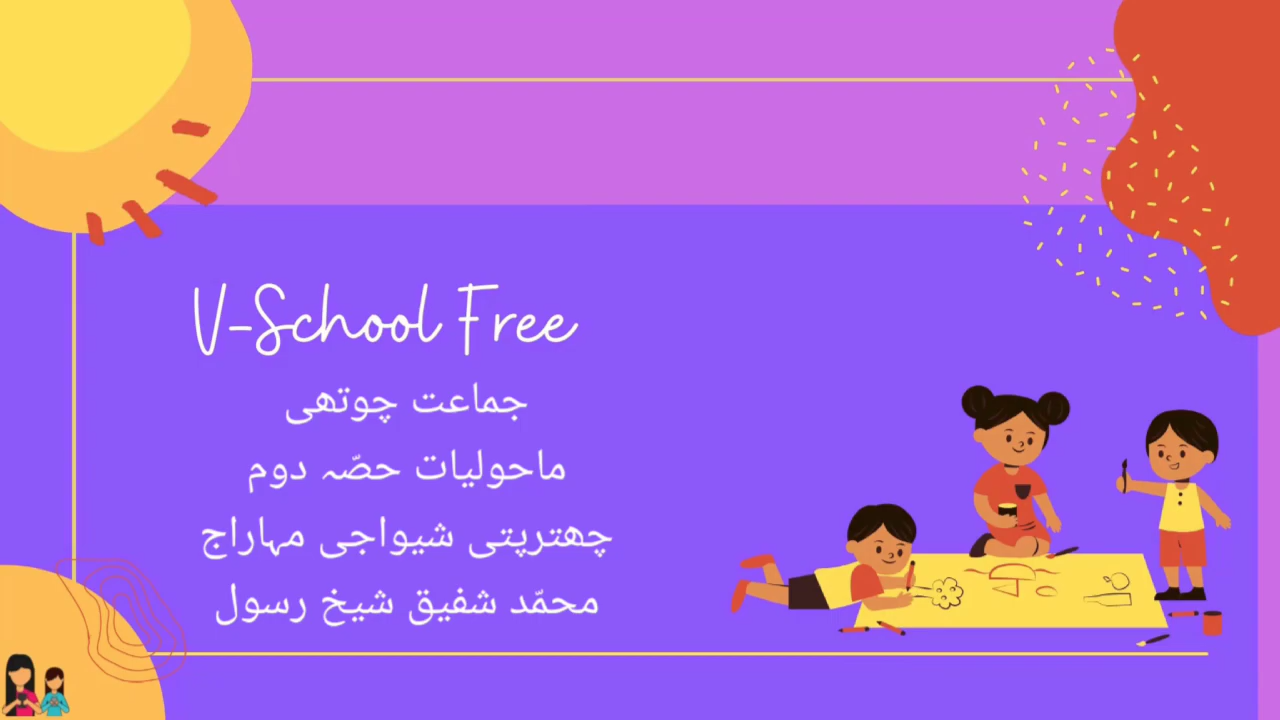 V-School Free
جماعت چوتھی
ماحولیات حصّہ دوم
چھترپتی شیواجی مہاراج
محمّد شفیق شیخ رسول